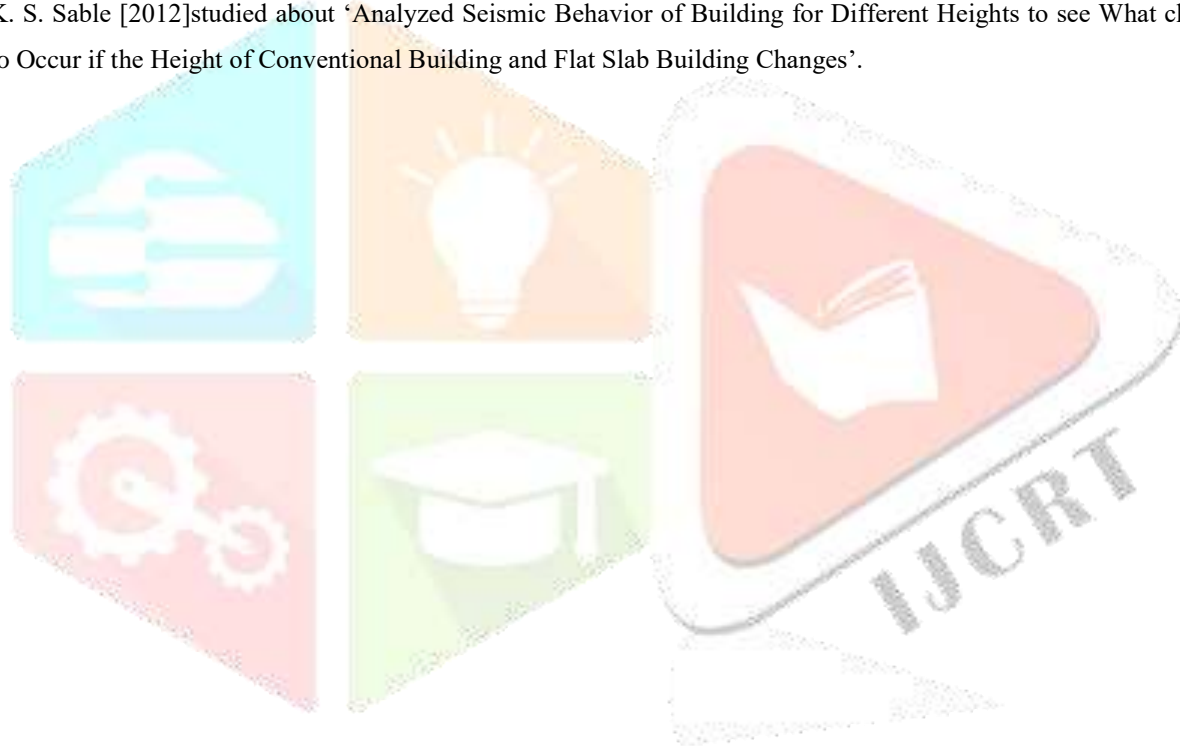 K. S. Sable [2012]studied about ‘Analyzed Seismic Behavior of Building for Different Heights to see What
o Occur if the Height of Conventional Building and Flat Slab Building Changes’.
IJCRT